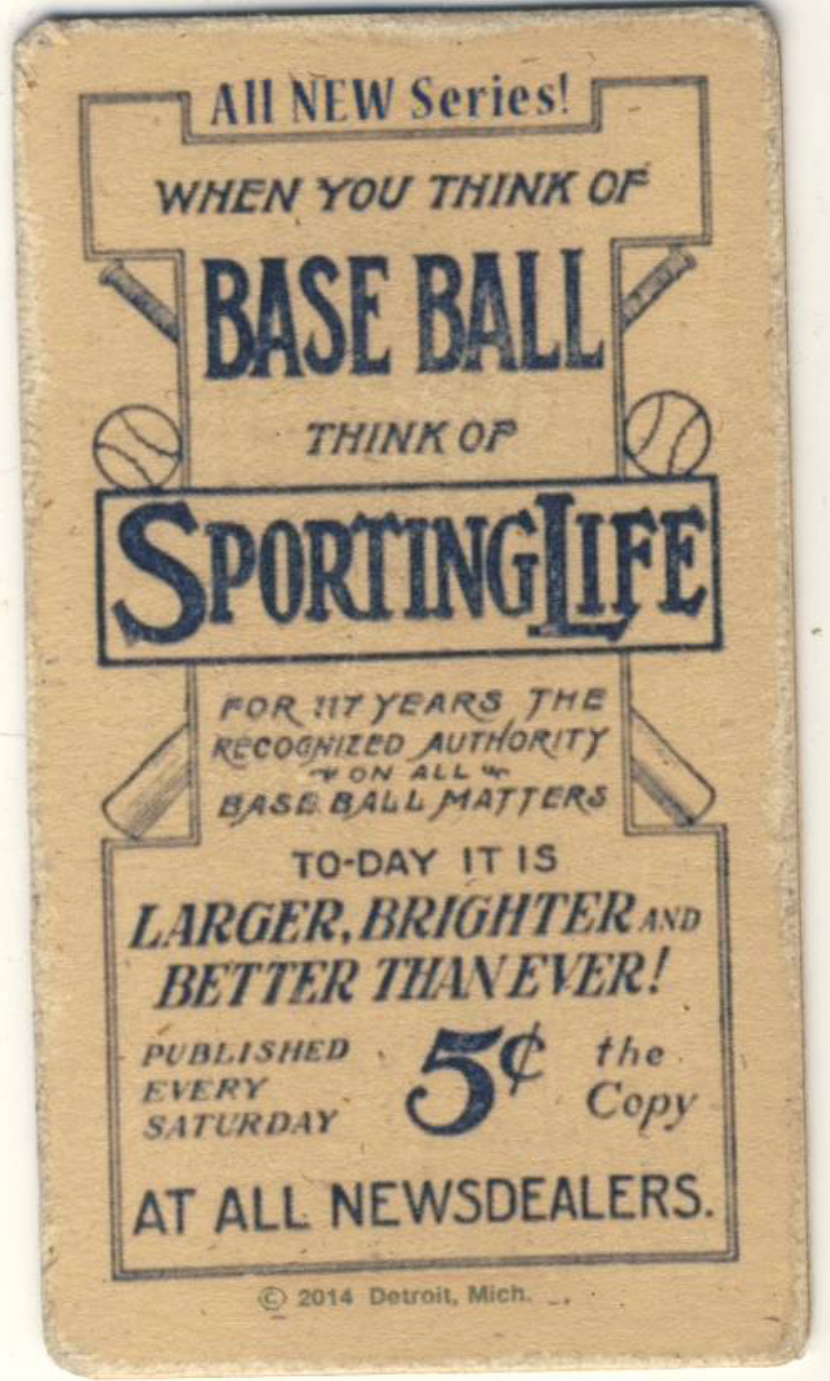 All NEW Series!
WHEN YOU THINK OF
BASE BALL
THINK OF
SPORTINGLIFE
FOR 117 YEARS THE
RECOGNIZED AUTHORITY
ON ALL
BASE BALL MATTERS
TO-DAY IT IS
LARGER, BRIGHTER AND
BETTER THAN EVER!
PUBLISHED
EVERY
SATURDAY
5¢
the
Copy
AT ALL NEWSDEALERS.
© 2014 Detroit, Mich.